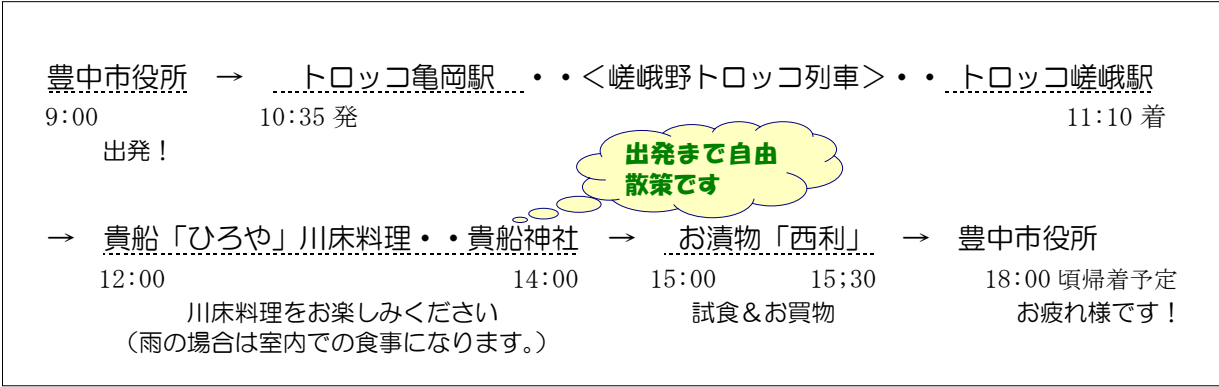 豊中市役所 → トロッコ亀岡駅 ・・＜嵯峨野トロッコ列車＞・・ トロッコ嵯峨駅
9:00 10:35 発 11:10 着
出発！
出発まで自由
散策です
→ 貴船「ひろや」川床料理・・貴船神社 → お漬物「西利」 → 豊中市役所
12:00 14:00 15:00 15;30 18:00 頃帰着予定
川床料理をお楽しみください 試食＆お買物 お疲れ様です！
（雨の場合は室内での食事になります。）